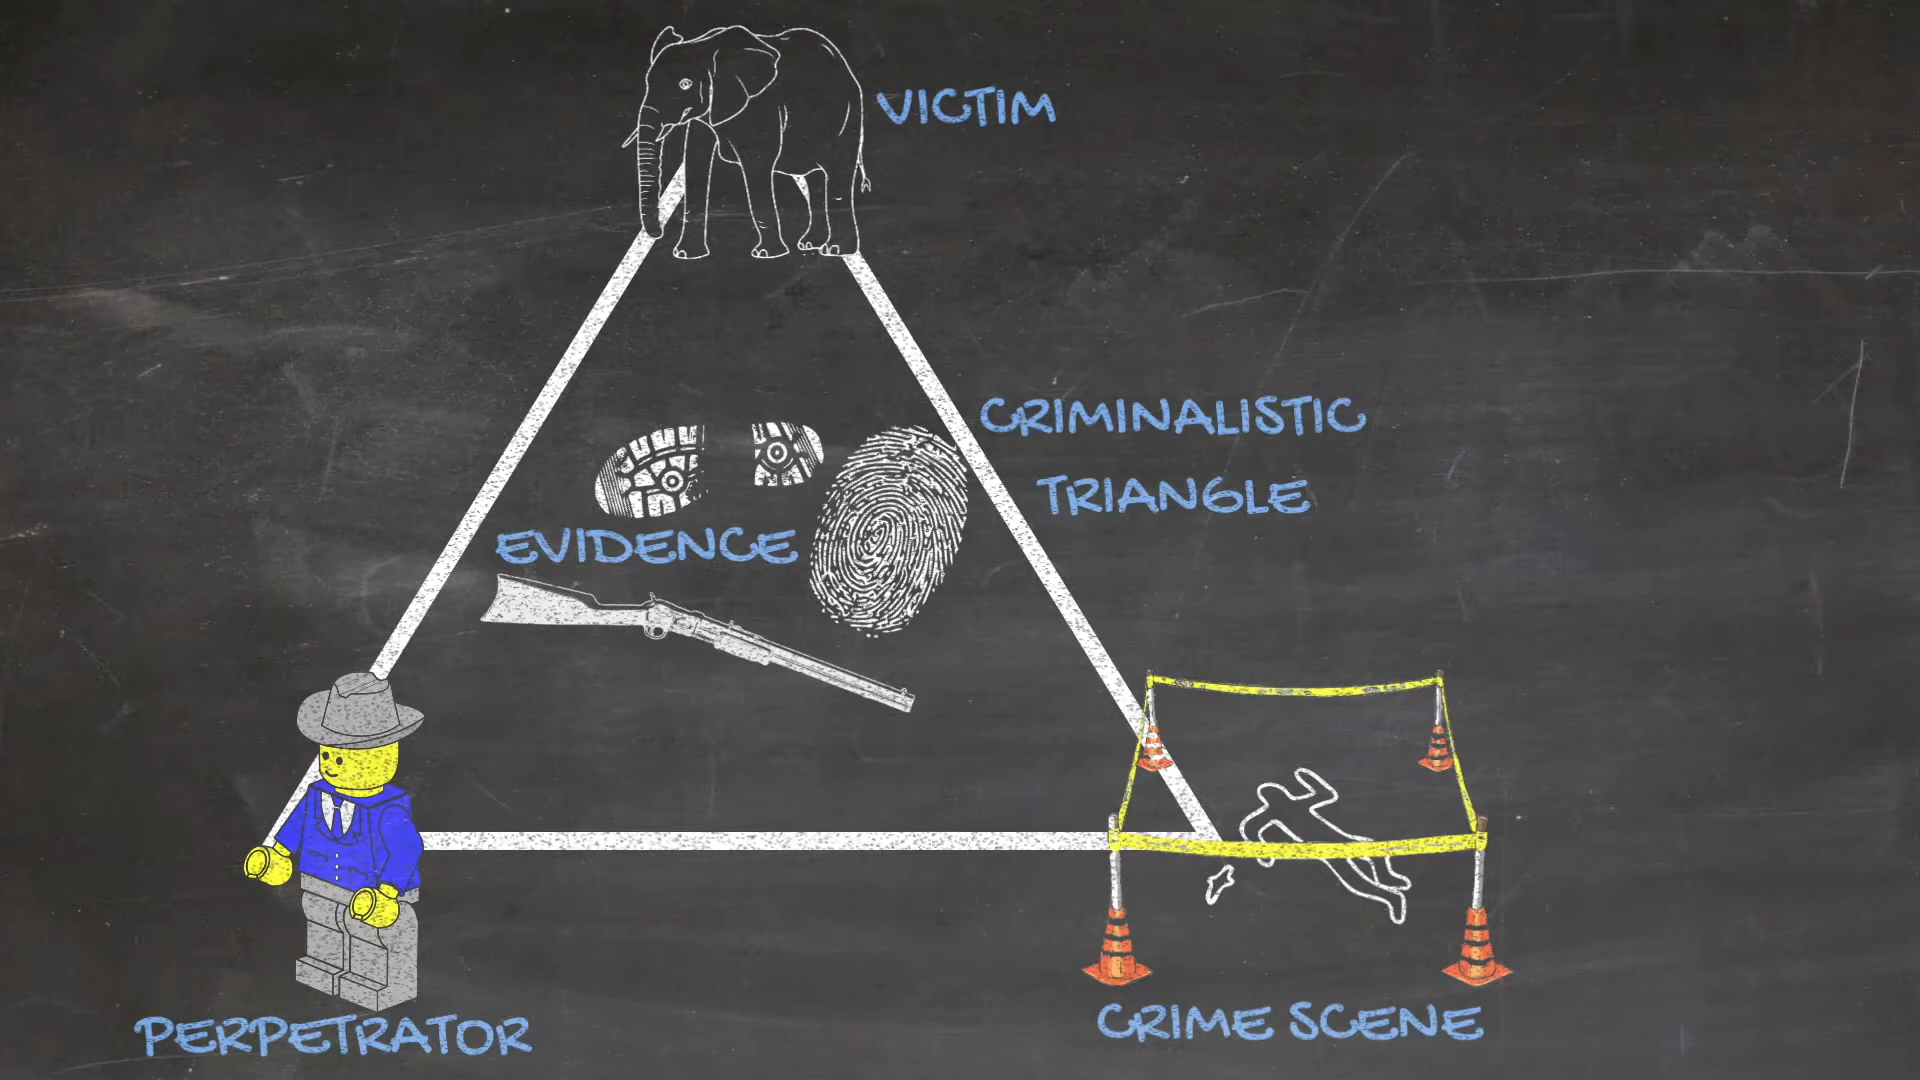 VICTIM
CRIMINALISTIC
TRIANGLE
EVIDENCE
PERPETRATOR
CRIME SCENE